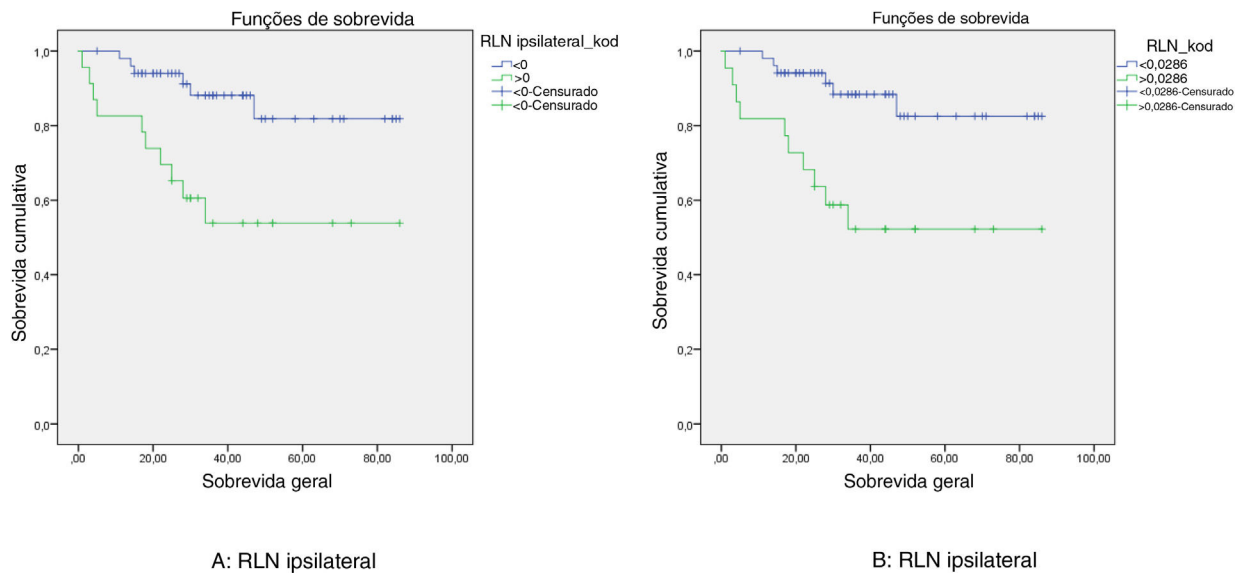 Funções de sobrevida
RLN ipsilateral_kod
<0
>0
<0-Censurado
<0-Censurado
Sobrevida cumulativa
1,0
0,8
0,6
0,4
0,2
0,0
,00 20,00 40,00 60,00 80,00 100,00
Sobrevida geral
A: RLN ipsilateral
Funções de sobrevida
RLN_kod
<0,0286
>0,0286
<0,0286-Censurado
>0,0286-Censurado
Sobrevida cumulativa
1,0
0,8
0,6
0,4
0,2
0,0
,00 20,00 40,00 60,00 80,00 100,00
Sobrevida geral
B: RLN ipsilateral